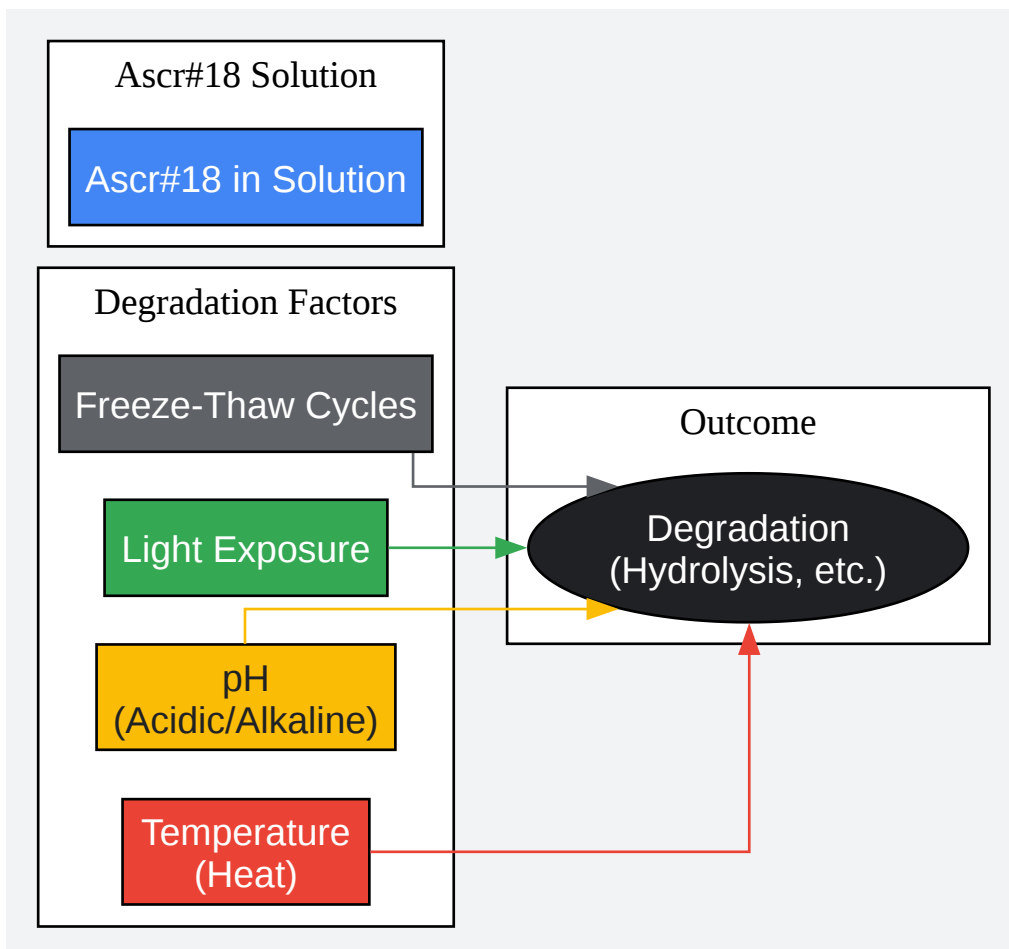 Ascr#18 Solution
Ascr#18 in Solution
Degradation Factors
Freeze-Thaw Cycles
Light Exposure
pH
(Acidic/Alkaline)
Temperature
(Heat)
Outcome
Degradation
(Hydrolysis, etc.)